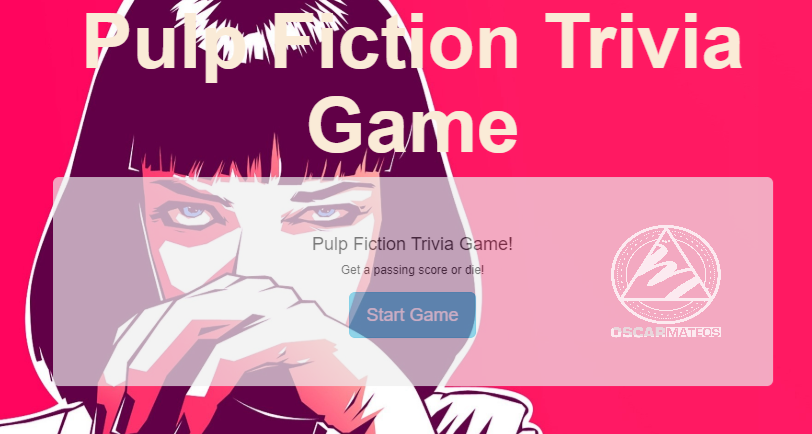 Pulp Fiction Trivia
Game
Pulp Fiction Trivia Game!
Get a passing score or die!
Start Game
OSCARMATEOS